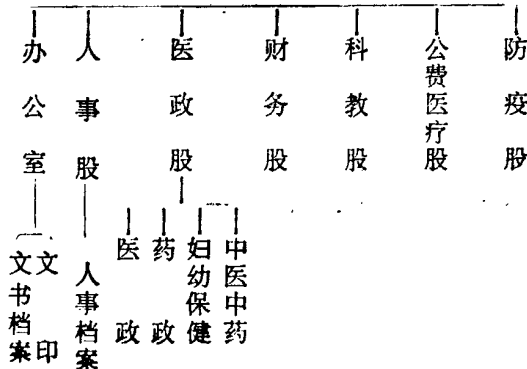 办公室
人事股
医政股
财务股
科教股
公费医疗股
防疫股
文书档案
文印
人事档案
医政
药政
妇幼保健
中医中药